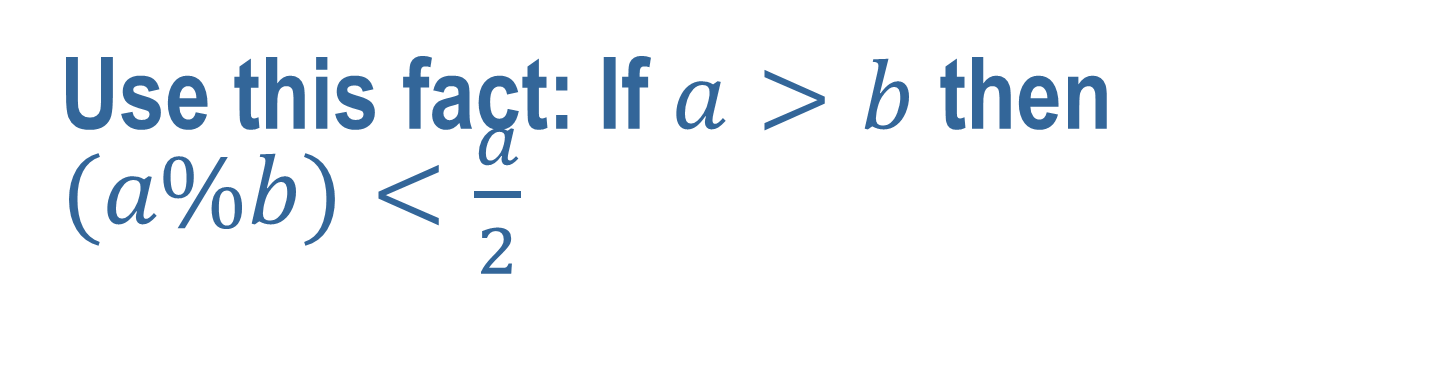 Use this fact: If 𝑎 > 𝑏 then
(𝑎%𝑏) < 𝑎/2